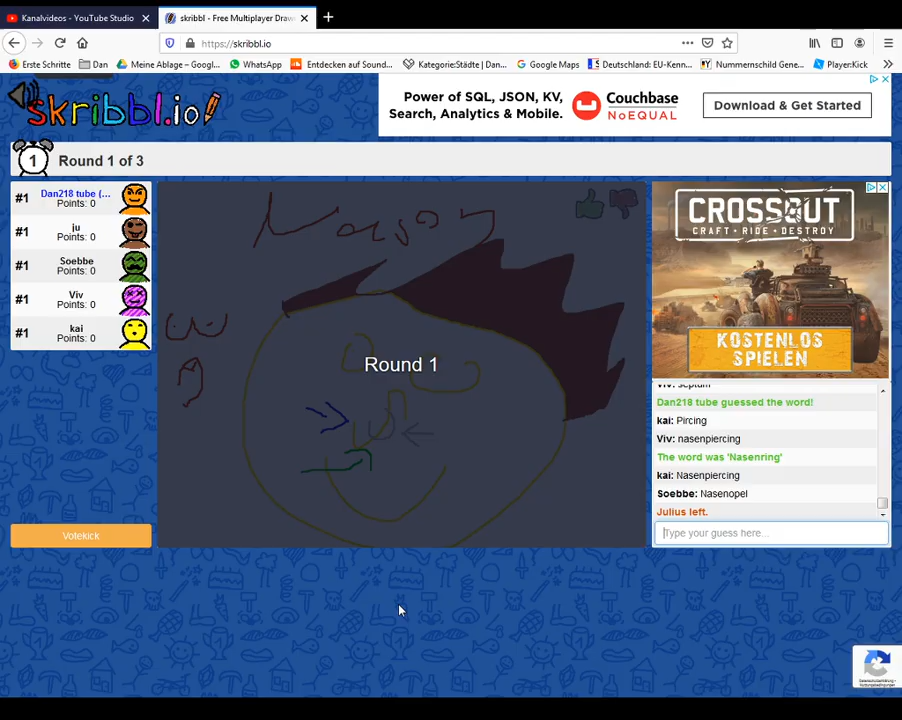 Kanalvideos - YouTube Studio
skribbl - Free Multiplayer Draw
https://skribbl.io
Erste Schritte
Dan
Meine Ablage – Googl...
WhatsApp
Entdecken auf Sound...
Kategorie:Städte | Dan...
Google Maps
Deutschland: EU-Kenn...
Nummernschild Gene...
Player:Kick
skribbl.io
Power of SQL, JSON, KV,
Search, Analytics & Mobile.
Couchbase
NoEQUAL
Download & Get Started
1
Round 1 of 3
#1
Dan218 tube (...
Points: 0
#1
ju
Points: 0
#1
Soebbe
Points: 0
#1
Viv
Points: 0
#1
kai
Points: 0
Votekick
Round 1
CROSSOUT
CRAFT • RIDE • DESTROY
KOSTENLOS
SPIELEN
Viv: septum
Dan218 tube guessed the word!
kai: Pircing
Viv: nasenpiercing
The word was 'Nasenring'
kai: Nasenpiercing
Soebbe: Nasenopel
Julius left.
Type your guess here...